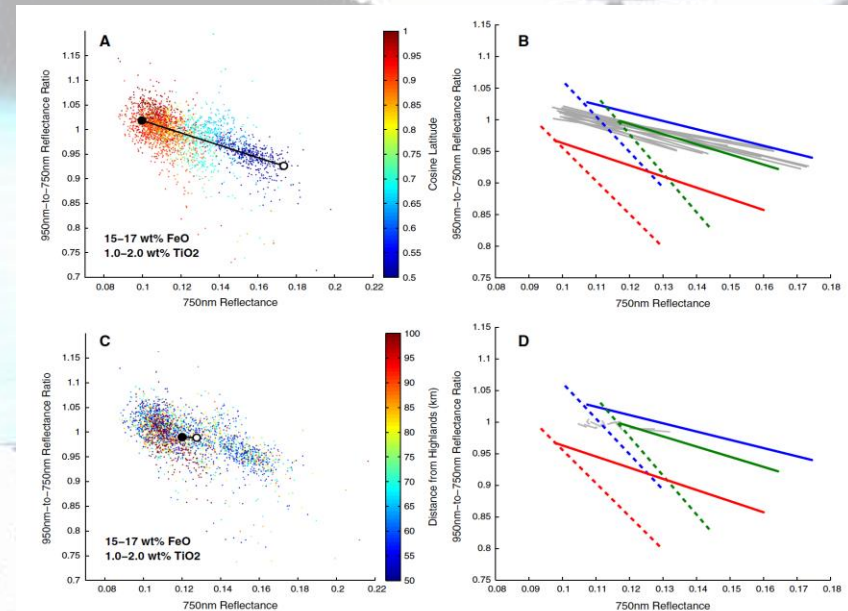 A
950nm-to-750nm Reflectance Ratio
1.2
1.15
1.1
1.05
1
0.95
0.9
0.85
0.8
0.75
0.7
15-17 wt% FeO
1.0-2.0 wt% TiO2
0.1 0.12 0.14 0.16 0.18 0.2 0.22
750nm Reflectance
1
0.95
0.9
0.85
0.8
0.75
0.7
0.65
0.6
0.55
0.5
Cosine Latitude
B
950nm-to-750nm Reflectance Ratio
1.15
1.1
1.05
1
0.95
0.9
0.85
0.8
0.75
0.08 0.09 0.1 0.11 0.12 0.13 0.14 0.15 0.16 0.17 0.18
750nm Reflectance
C
950nm-to-750nm Reflectance Ratio
1.2
1.15
1.1
1.05
1
0.95
0.9
0.85
0.8
0.75
0.7
15-17 wt% FeO
1.0-2.0 wt% TiO2
0.1 0.12 0.14 0.16 0.18 0.2 0.22
750nm Reflectance
100
95
90
85
80
75
70
65
60
55
50
Distance from Highlands (km)
D
950nm-to-750nm Reflectance Ratio
1.15
1.1
1.05
1
0.95
0.9
0.85
0.8
0.75
0.08 0.09 0.1 0.11 0.12 0.13 0.14 0.15 0.16 0.17 0.18
750nm Reflectance